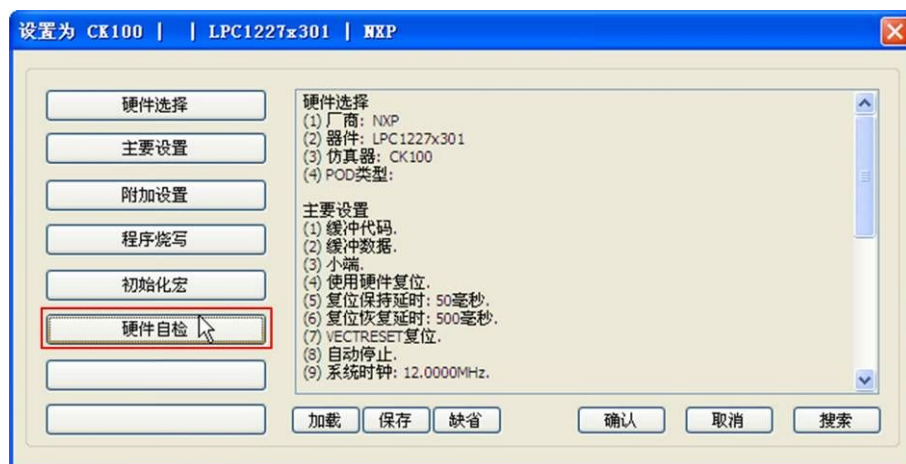 设置为 CK100 | | LPC1227x301 | NXP
硬件选择
主要设置
附加设置
程序烧写
初始化宏
硬件自检
硬件选择
(1) 厂商: NXP
(2) 器件: LPC1227x301
(3) 仿真器: CK100
(4) POD类型:
主要设置
(1) 缓冲代码.
(2) 缓冲数据.
(3) 小端.
(4) 使用硬件复位.
(5) 复位保持延时: 50毫秒.
(6) 复位恢复延时: 500毫秒.
(7) VECTRESET复位.
(8) 自动停止.
(9) 系统时钟: 12.0000MHz.
加载 保存 缺省 确认 取消 搜索